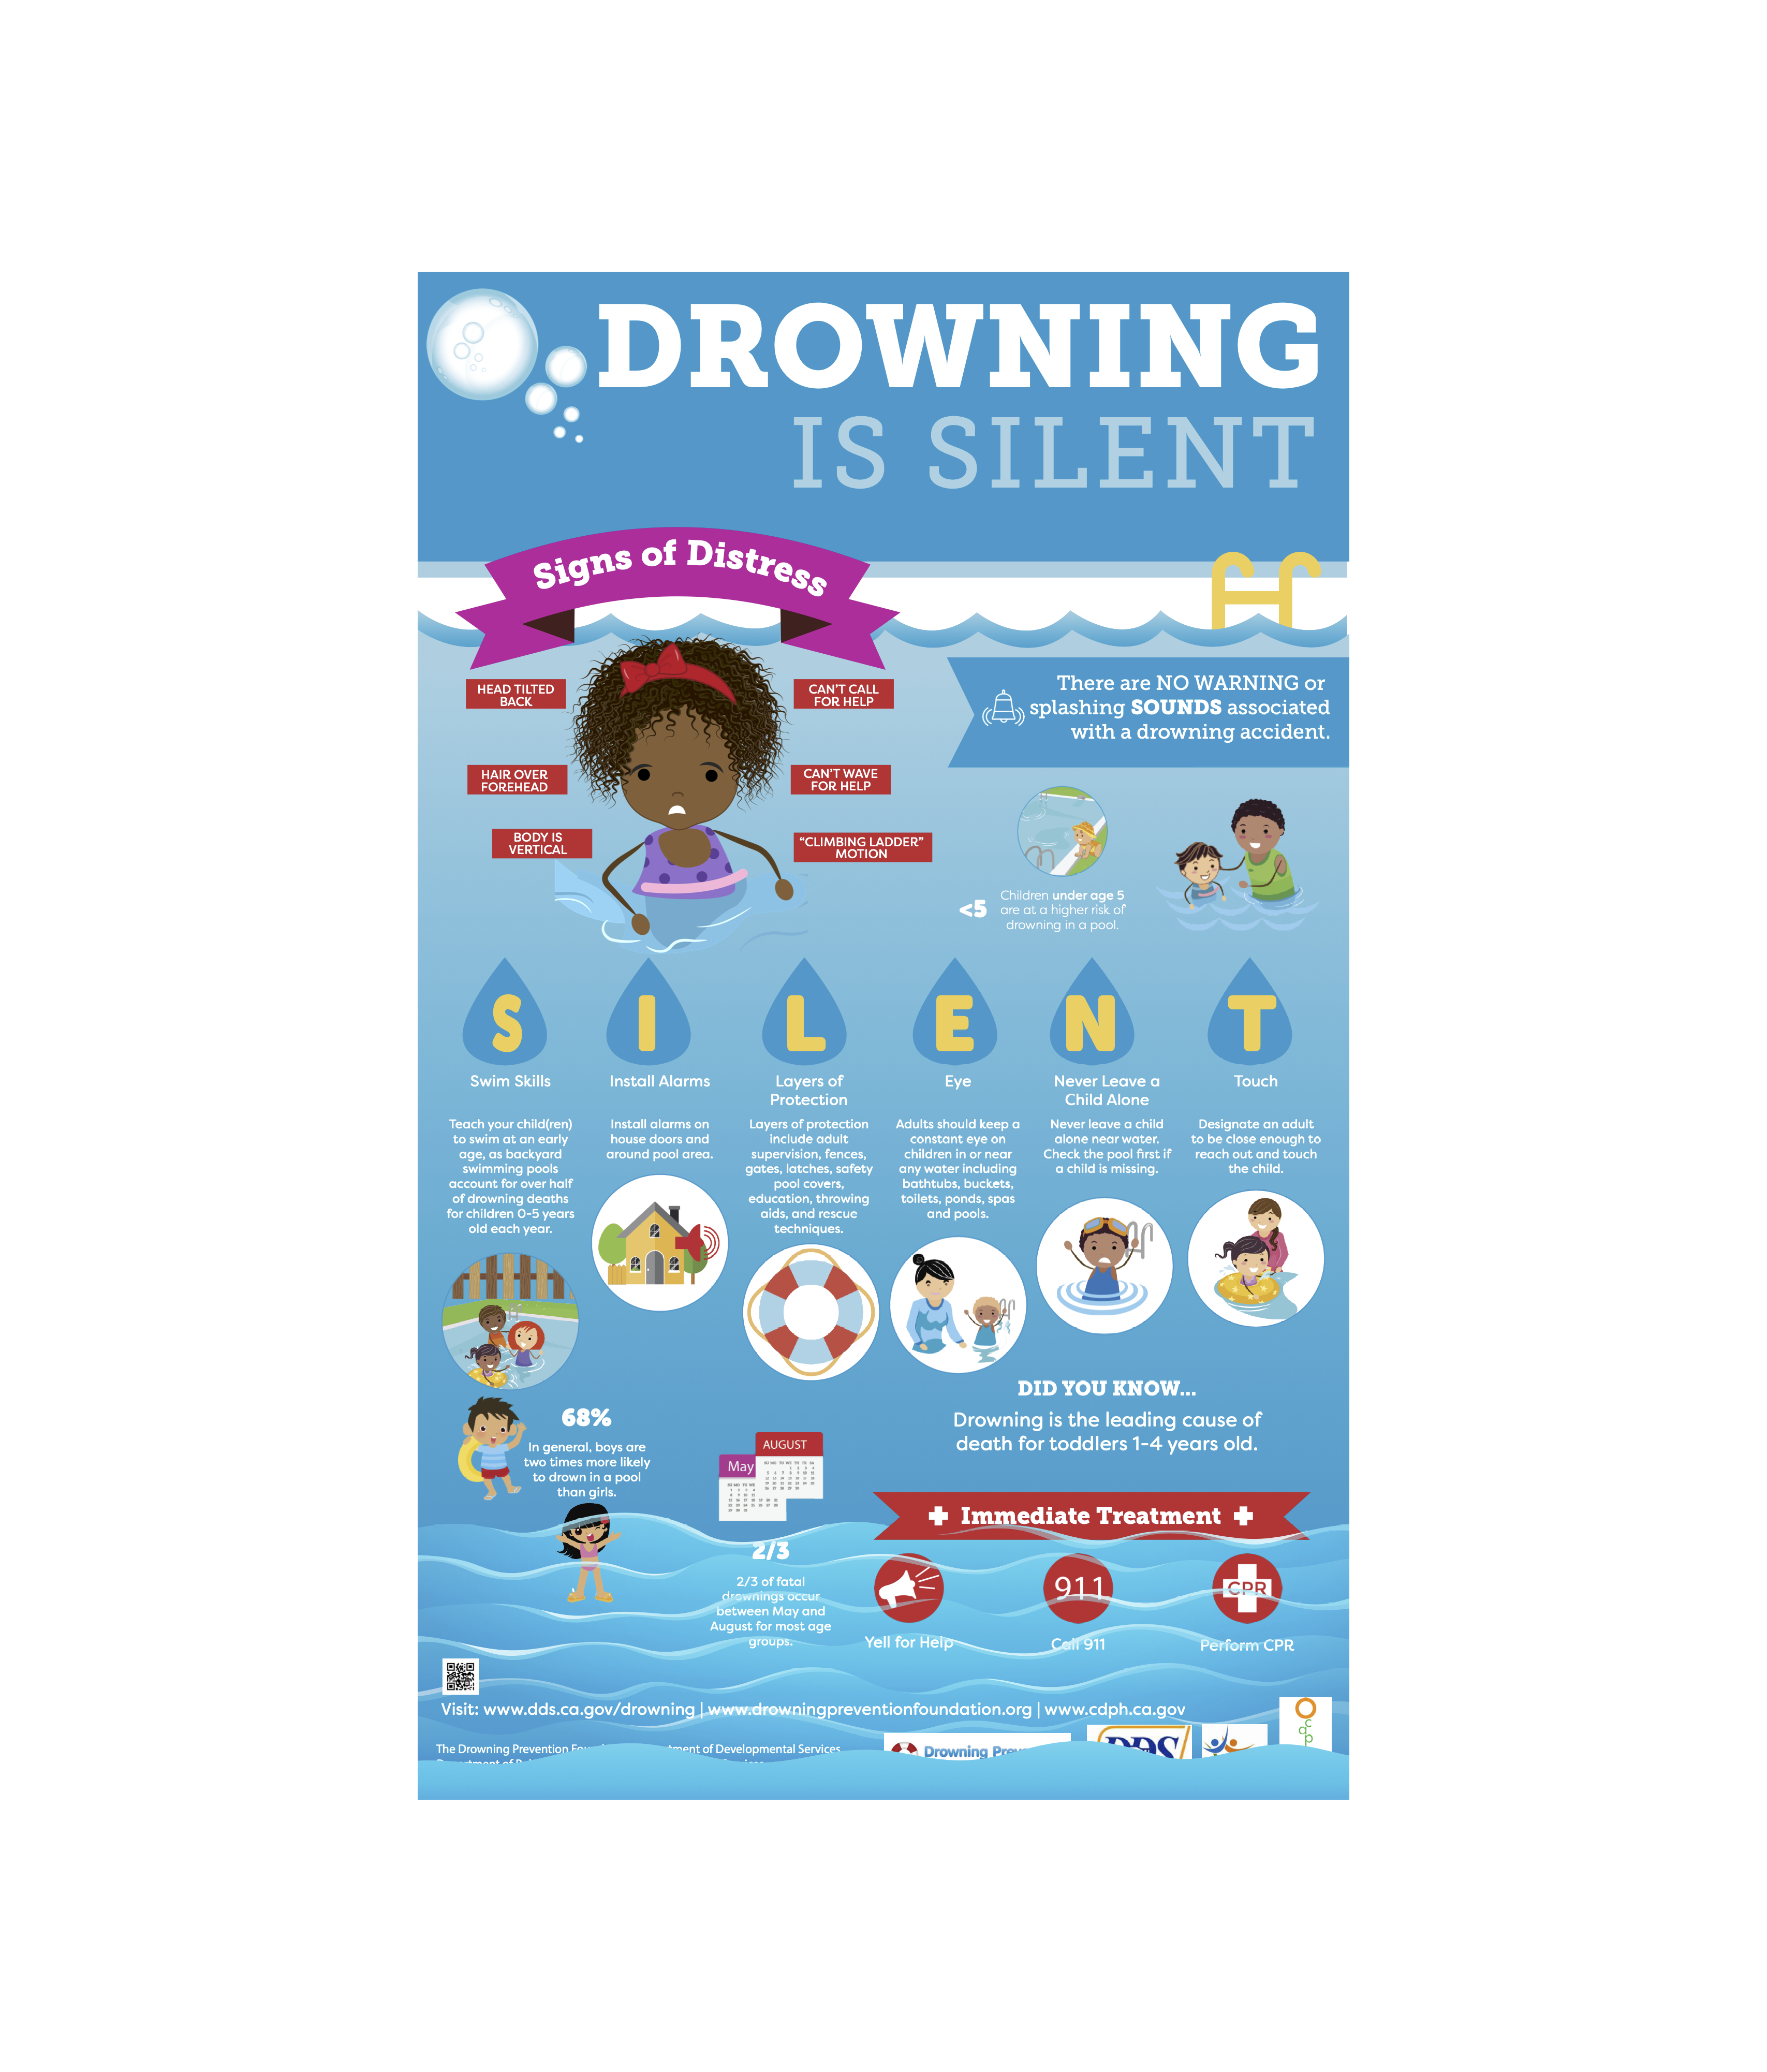 DROWNING
IS SILENT
Signs of Distress
HEAD TILTED
BACK
CAN'T CALL
FOR HELP
HAIR OVER
FOREHEAD
CAN'T WAVE
FOR HELP
BODY IS
VERTICAL
"CLIMBING LADDER"
MOTION
There are NO WARNING or
splashing SOUNDS associated
with a drowning accident.
<5
Children under age 5
are at a higher risk of
drowning in a pool.
S
I
L
E
N
T
Swim Skills
Teach your child(ren)
to swim at an early
age, as backyard
swimming pools
account for over half
of drowning deaths
for children 0-5 years
old each year.
Install Alarms
Install alarms on
house doors and
around pool area.
Layers of
Protection
Layers of protection
include adult
supervision, fences,
gates, latches, safety
pool covers,
education, throwing
aids, and rescue
techniques.
Eye
Adults should keep a
constant eye on
children in or near
any water including
bathtubs, buckets,
toilets, ponds, spas
and pools.
Never Leave a
Child Alone
Never leave a child
alone near water.
Check the pool first if
a child is missing.
Touch
Designate an adult
to be close enough to
reach out and touch
the child.
68%
In general, boys are
two times more likely
to drown in a pool
than girls.
AUGUST
May
2/3
2/3 of fatal
drownings occur
between May and
August for most age
groups.
DID YOU KNOW...
Drowning is the leading cause of
death for toddlers 1-4 years old.
Immediate Treatment
911
CPR
Yell for Help
Call 911
Perform CPR
Visit: www.dds.ca.gov/drowning | www.drowningpreventionfoundation.org | www.cdph.ca.gov
The Drowning Prevention of Developmental Services
Drowning
DDS